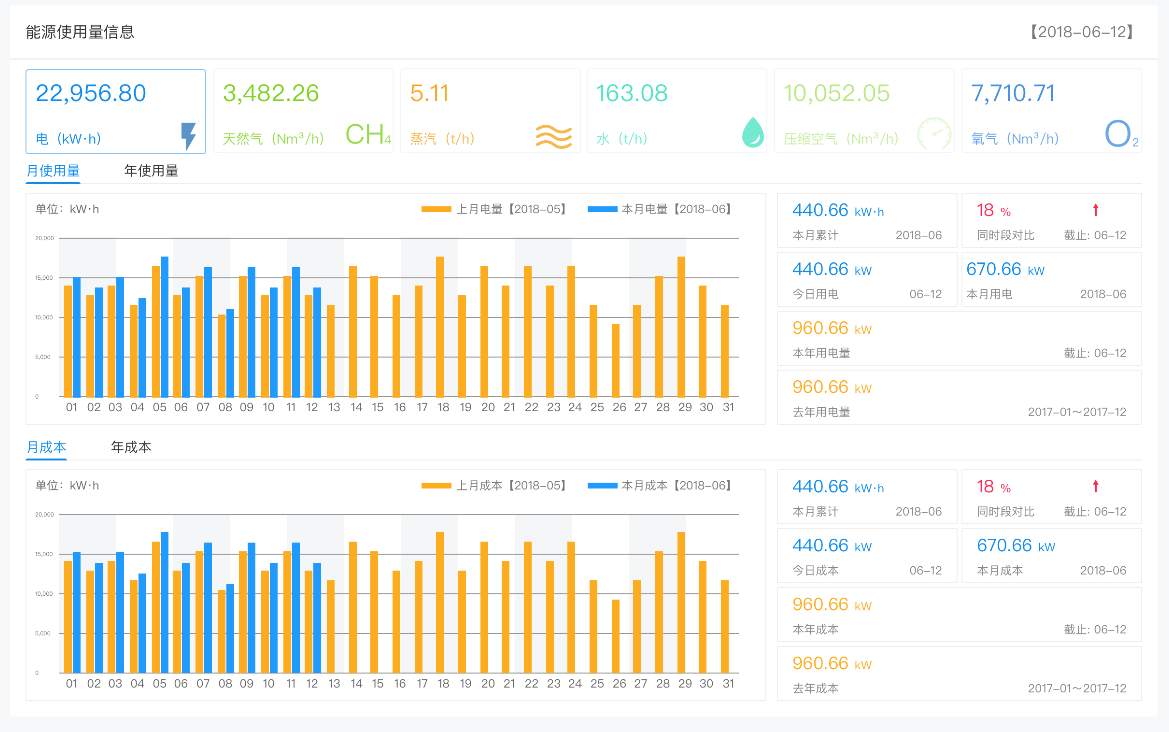 能源使用量信息 【2018-06-12】
22,956.80 3,482.26 5.11 163.08 10,052.05 7,710.71
电（kW·h） 天然气（Nm³/h） CH₄ 蒸汽（t/h） 水（t/h） 压缩空气（Nm³/h） 氧气（Nm³/h） O₂
月使用量 年使用量
单位：kW·h 上月电量【2018-05】 本月电量【2018-06】
20,000
15,000
10,000
5,000
0
01 02 03 04 05 06 07 08 09 10 11 12 13 14 15 16 17 18 19 20 21 22 23 24 25 26 27 28 29 30 31
440.66 kW·h 18 %
本月累计 2018-06 同时段对比 截止: 06-12
440.66 kW 670.66 kW
今日用电 06-12 本月用电 2018-06
960.66 kW
本年用电量 截止: 06-12
960.66 kW
去年用电量 2017-01～2017-12
月成本 年成本
单位：kW·h 上月成本【2018-05】 本月成本【2018-06】
20,000
15,000
10,000
5,000
0
01 02 03 04 05 06 07 08 09 10 11 12 13 14 15 16 17 18 19 20 21 22 23 24 25 26 27 28 29 30 31
440.66 kW·h 18 %
本月累计 2018-06 同时段对比 截止: 06-12
440.66 kW 670.66 kW
今日成本 06-12 本月成本 2018-06
960.66 kW
本年成本 截止: 06-12
960.66 kW
去年成本 2017-01～2017-12